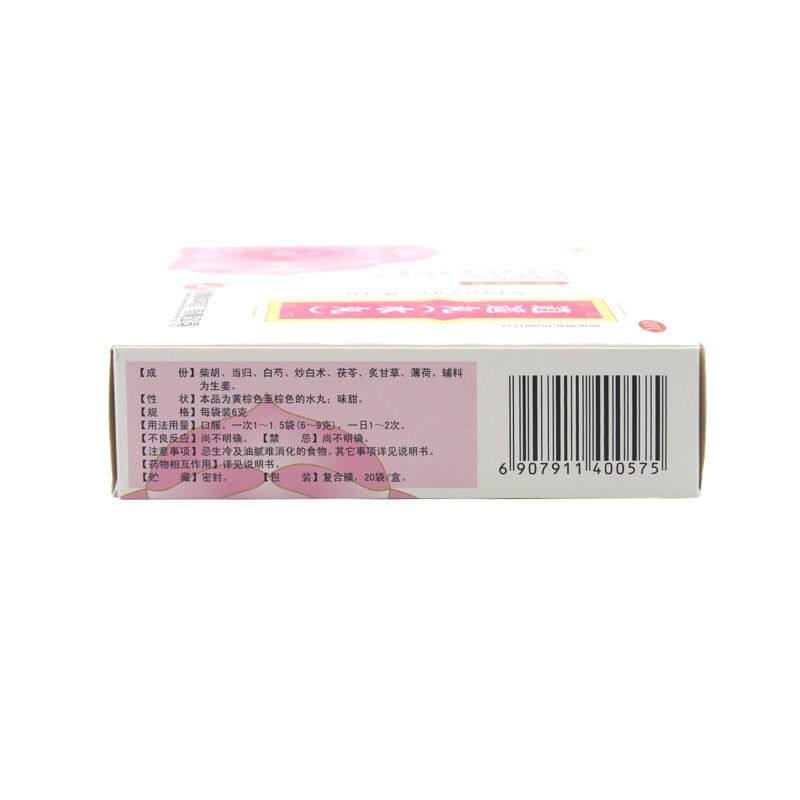 逍遥丸(水丸)
OTC
【成　份】柴胡、当归、白芍、炒白术、茯苓、炙甘草、薄荷。辅料
为生姜。
【性　状】本品为黄棕色至棕色的水丸；味甜。
【规　格】每袋装6克
【用法用量】口服。一次1～1.5袋(6～9克)，一日1～2次。
【不良反应】尚不明确。【禁　忌】尚不明确。
【注意事项】忌生冷及油腻难消化的食物。其它事项详见说明书。
【药物相互作用】详见说明书。
【贮　藏】密封。【包　装】复合膜，20袋/盒。
6 907911 400575